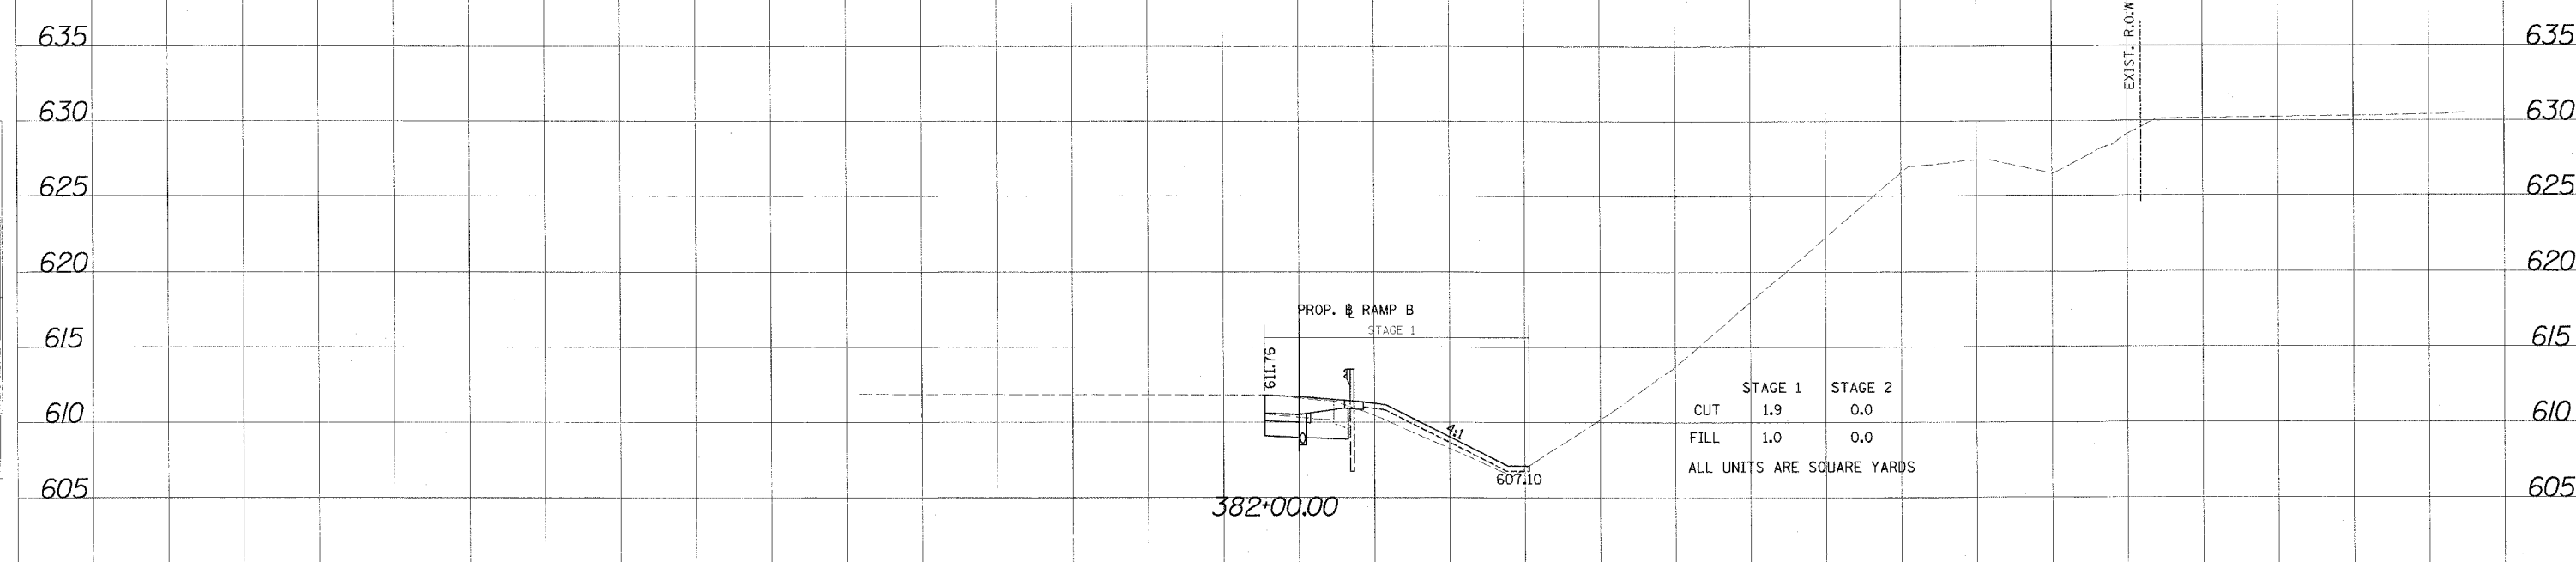 EXIST. R.O.W
635 635
630 630
625 625
620 620
PROP. ⅊ RAMP B
STAGE 1
615 615
611.76
STAGE 1 STAGE 2
610 610
CUT 1.9 0.0
4:1
FILL 1.0 0.0
ALL UNITS ARE SQUARE YARDS
607.10
605 605
382+00.00